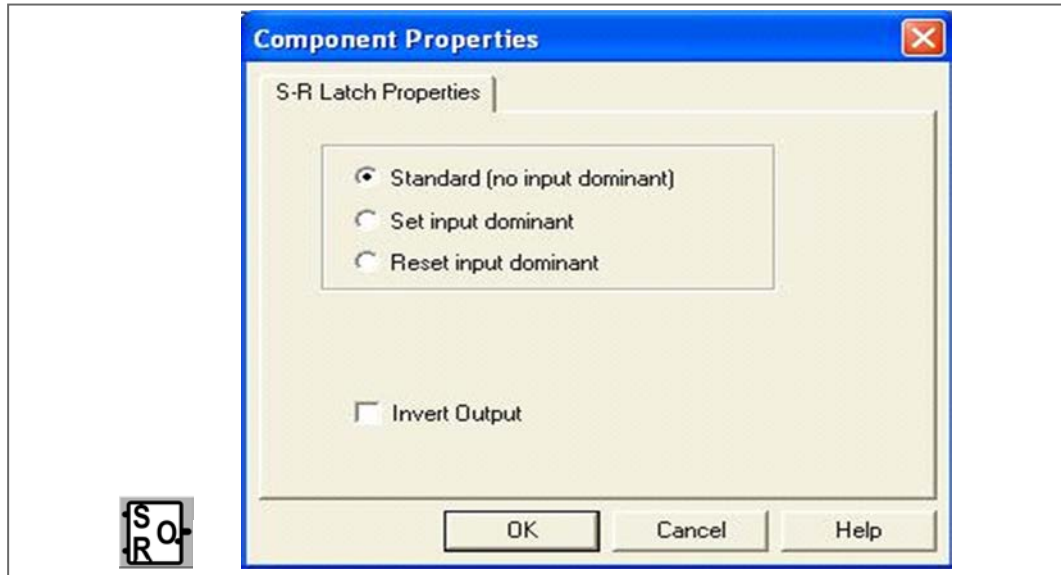 Component Properties
S-R Latch Properties
Standard (no input dominant)
Set input dominant
Reset input dominant
Invert Output
OK Cancel Help
S Q
R